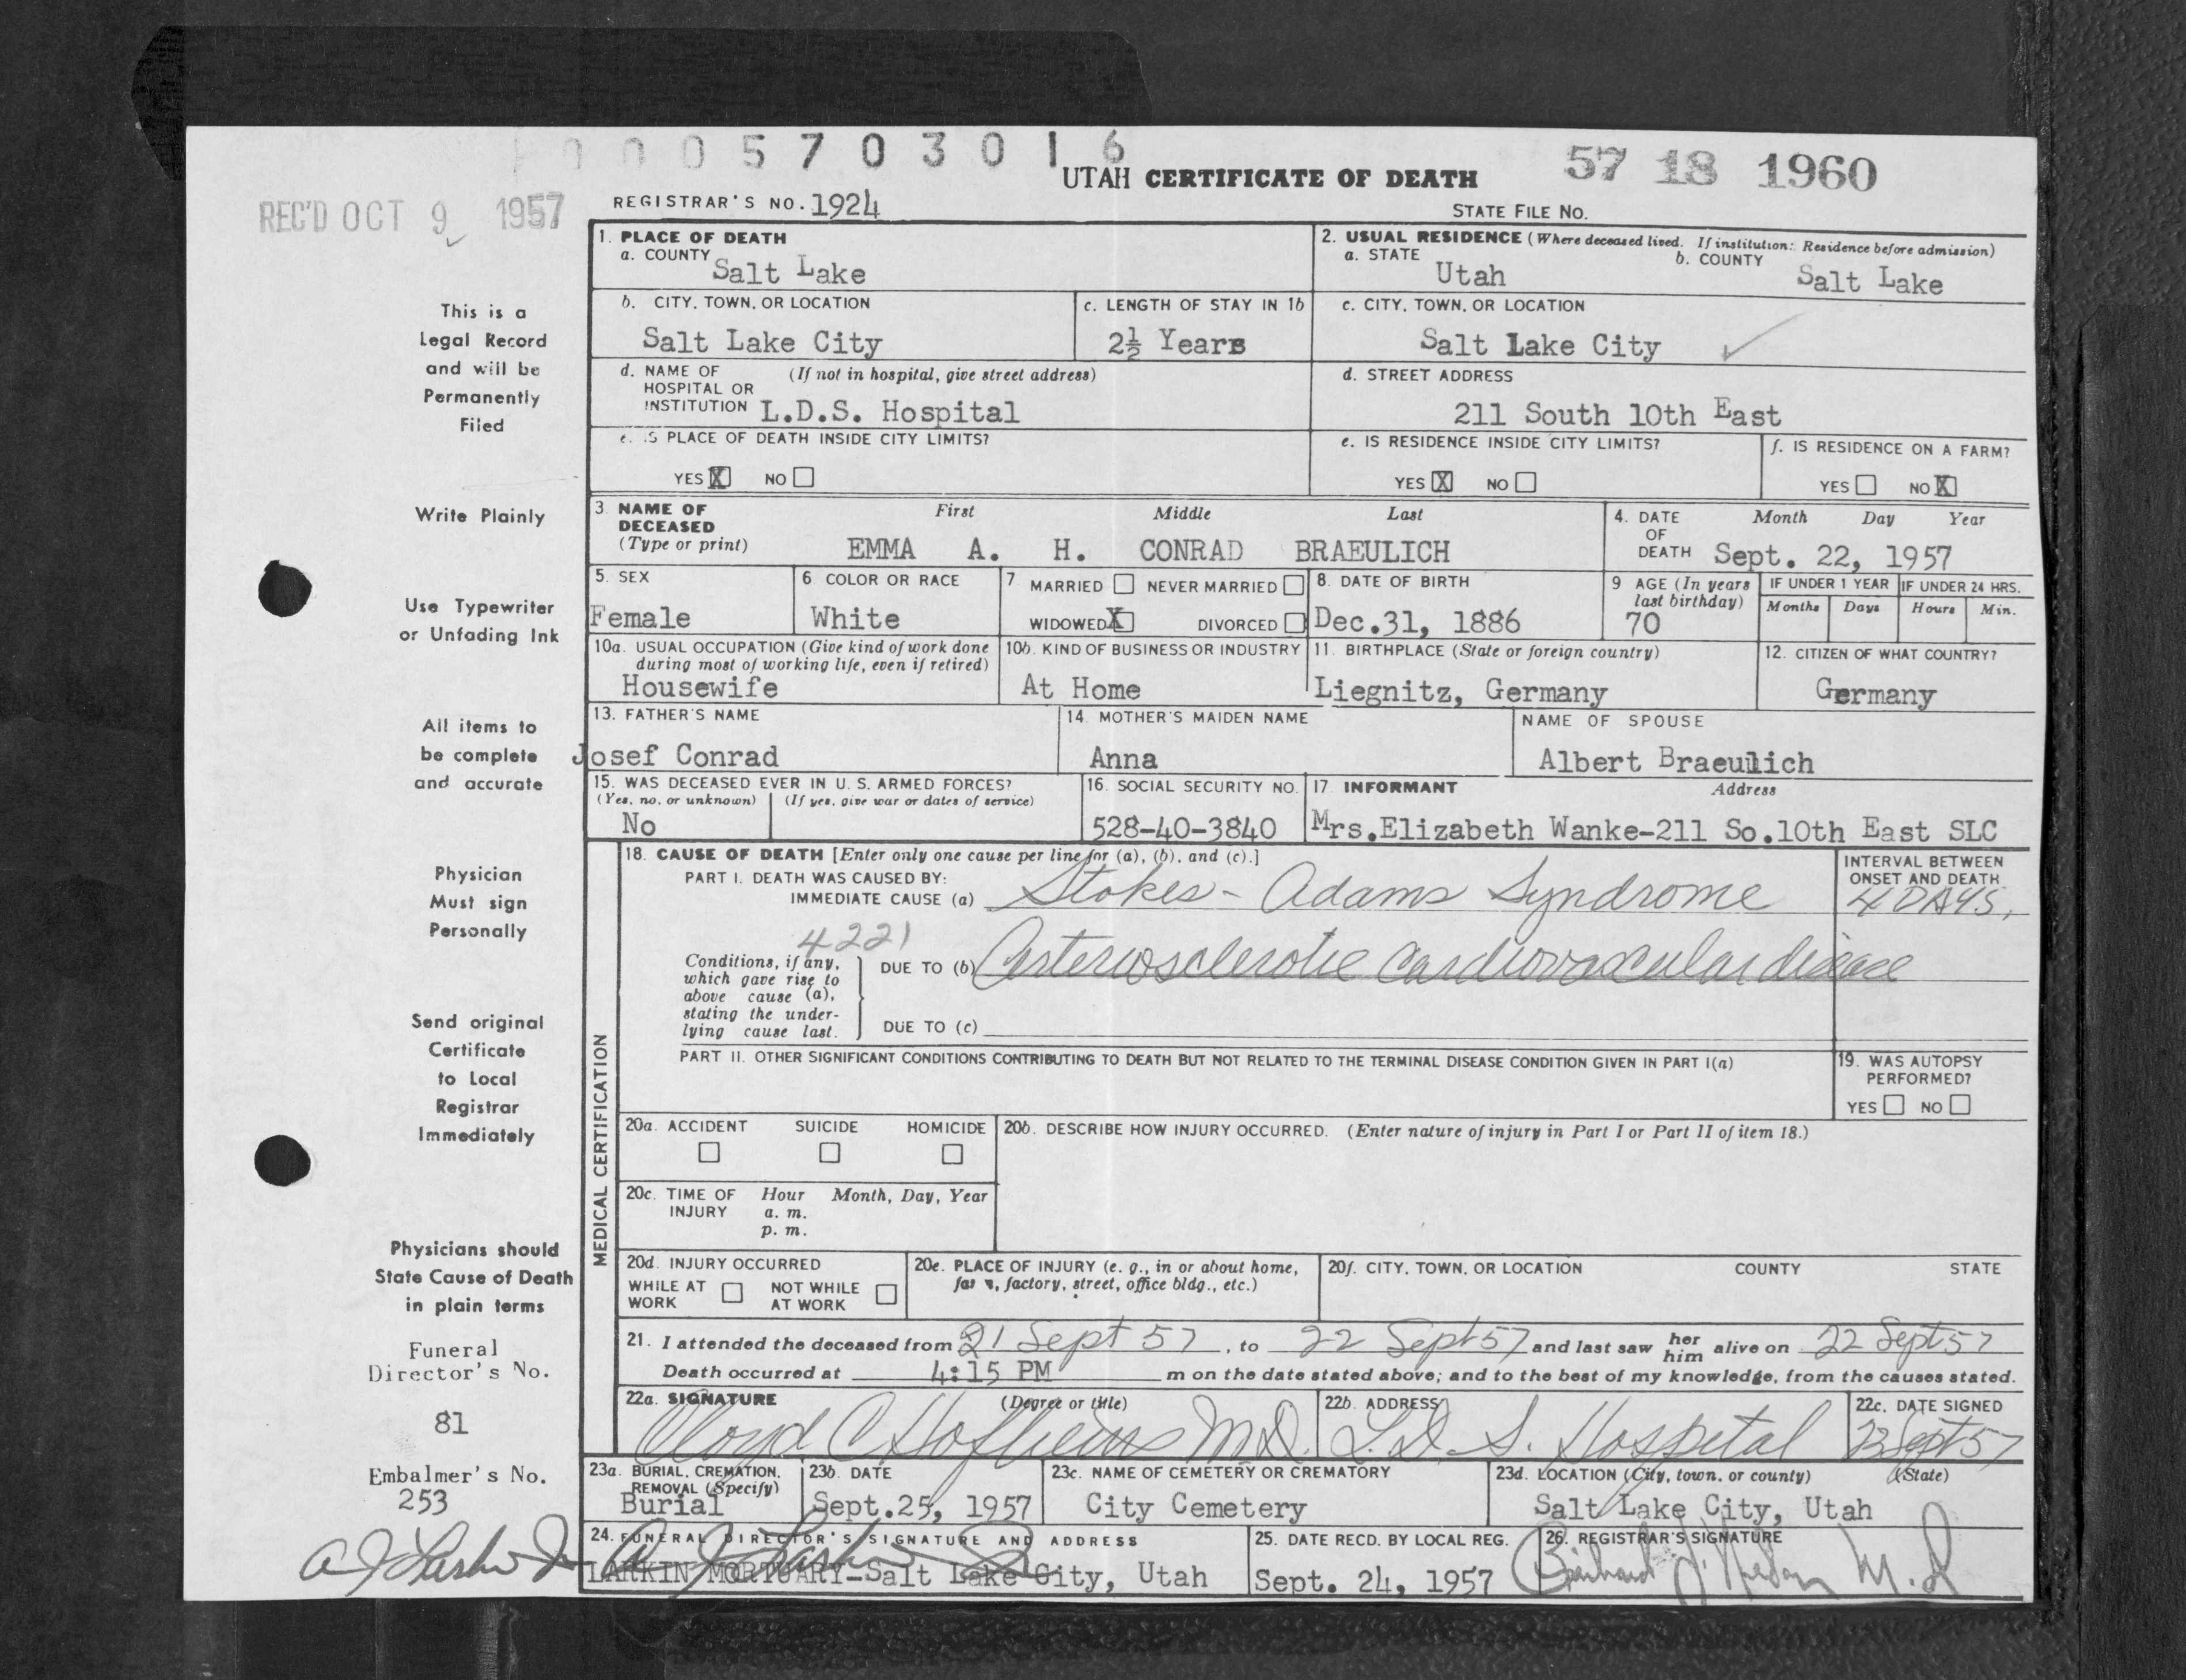 0 0 0 5 7 0 3 0 1 6
UTAH CERTIFICATE OF DEATH
57 18 1960
REC'D OCT 9 1957
REGISTRAR'S NO. 1924
STATE FILE NO.
1. PLACE OF DEATH
a. COUNTY Salt Lake
2. USUAL RESIDENCE (Where deceased lived. If institution: Residence before admission)
a. STATE Utah b. COUNTY Salt Lake
b. CITY, TOWN, OR LOCATION
Salt Lake City
c. LENGTH OF STAY IN 1b
2½ Years
c. CITY, TOWN, OR LOCATION
Salt Lake City
d. NAME OF HOSPITAL OR INSTITUTION (If not in hospital, give street address)
L.D.S. Hospital
d. STREET ADDRESS
211 South 10th East
e. IS PLACE OF DEATH INSIDE CITY LIMITS?
YES X NO
e. IS RESIDENCE INSIDE CITY LIMITS?
YES X NO
f. IS RESIDENCE ON A FARM?
YES NO X
3. NAME OF DECEASED (Type or print) First Middle Last
EMMA A. H. CONRAD BRAEULICH
4. DATE OF DEATH Month Day Year
Sept. 22, 1957
5. SEX
Female
6 COLOR OR RACE
White
7 MARRIED NEVER MARRIED
WIDOWED X DIVORCED
8. DATE OF BIRTH
Dec.31, 1886
9 AGE (In years last birthday)
70
IF UNDER 1 YEAR
Months Days
IF UNDER 24 HRS.
Hours Min.
10a. USUAL OCCUPATION (Give kind of work done during most of working life, even if retired)
Housewife
10b. KIND OF BUSINESS OR INDUSTRY
At Home
11. BIRTHPLACE (State or foreign country)
Liegnitz, Germany
12. CITIZEN OF WHAT COUNTRY?
Germany
13. FATHER'S NAME
Josef Conrad
14. MOTHER'S MAIDEN NAME
Anna
NAME OF SPOUSE
Albert Braeulich
15. WAS DECEASED EVER IN U. S. ARMED FORCES?
(Yes, no, or unknown) (If yes, give war or dates of service)
No
16. SOCIAL SECURITY NO.
528-40-3840
17. INFORMANT Address
Mrs.Elizabeth Wanke-211 So.10th East SLC
MEDICAL CERTIFICATION
18. CAUSE OF DEATH [Enter only one cause per line for (a), (b), and (c).]
PART I. DEATH WAS CAUSED BY:
IMMEDIATE CAUSE (a) Stokes-Adams Syndrome
INTERVAL BETWEEN ONSET AND DEATH
4 DAYS.
4221
Conditions, if any, which gave rise to above cause (a), stating the underlying cause last.
DUE TO (b) Arteriosclerotic Cardiovascular disease
DUE TO (c)
PART II. OTHER SIGNIFICANT CONDITIONS CONTRIBUTING TO DEATH BUT NOT RELATED TO THE TERMINAL DISEASE CONDITION GIVEN IN PART I(a)
19. WAS AUTOPSY PERFORMED?
YES NO
20a. ACCIDENT SUICIDE HOMICIDE
20b. DESCRIBE HOW INJURY OCCURRED. (Enter nature of injury in Part I or Part II of item 18.)
20c. TIME OF INJURY Hour Month, Day, Year
a. m.
p. m.
20d. INJURY OCCURRED
WHILE AT WORK NOT WHILE AT WORK
20e. PLACE OF INJURY (e. g., in or about home, farm, factory, street, office bldg., etc.)
20f. CITY, TOWN, OR LOCATION COUNTY STATE
21. I attended the deceased from 21 Sept 57, to 22 Sept 57 and last saw her him alive on 22 Sept 57
Death occurred at 4:15 PM m on the date stated above; and to the best of my knowledge, from the causes stated.
22a. SIGNATURE (Degree or title)
M.D.
22b. ADDRESS
L.D.S. Hospital
22c. DATE SIGNED
23 Sept 57
23a. BURIAL, CREMATION, REMOVAL (Specify)
Burial
23b. DATE
Sept.25, 1957
23c. NAME OF CEMETERY OR CREMATORY
City Cemetery
23d. LOCATION (City, town, or county) (State)
Salt Lake City, Utah
24. FUNERAL DIRECTOR'S SIGNATURE AND ADDRESS
LARKIN MORTUARY-Salt Lake City, Utah
25. DATE RECD. BY LOCAL REG.
Sept. 24, 1957
26. REGISTRAR'S SIGNATURE
M.D.
This is a
Legal Record
and will be
Permanently
Filed
Write Plainly
Use Typewriter
or Unfading Ink
All items to
be complete
and accurate
Physician
Must sign
Personally
Send original
Certificate
to Local
Registrar
Immediately
Physicians should
State Cause of Death
in plain terms
Funeral
Director's No.
81
Embalmer's No.
253